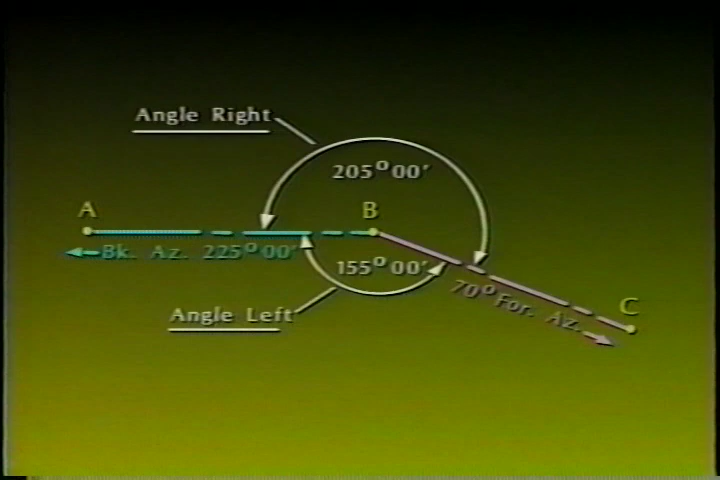 Angle Right
205°00'
A
B
Bk. Az. 225°00'
155°00'
70° For. Az.
C
Angle Left